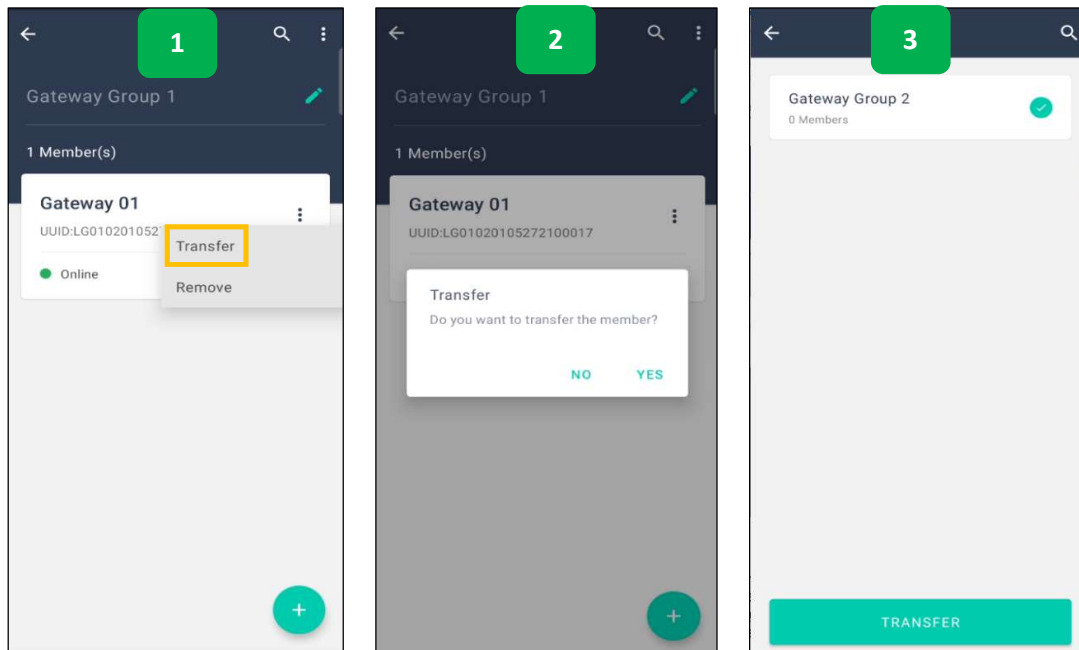 1
Gateway Group 1
1 Member(s)
Gateway 01
UUID:LG0102010527
Transfer
Online
Remove
+
2
Gateway Group 1
1 Member(s)
Gateway 01
UUID:LG01020105272100017
Transfer
Do you want to transfer the member?
NO YES
+
3
Gateway Group 2
0 Members
TRANSFER